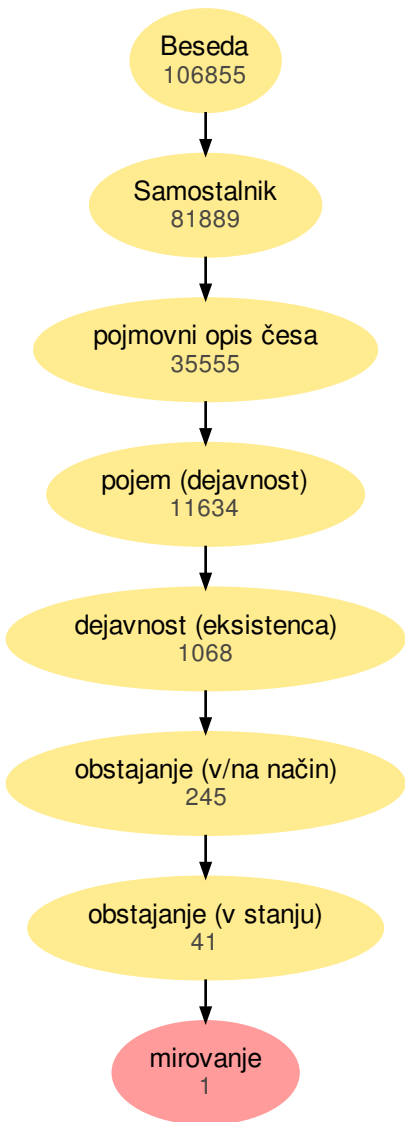 Beseda
106855
Samostalnik
81889
pojmovni opis česa
35555
pojem (dejavnost)
11634
dejavnost (eksistenca)
1068
obstajanje (v/na način)
245
obstajanje (v stanju)
41
mirovanje
1